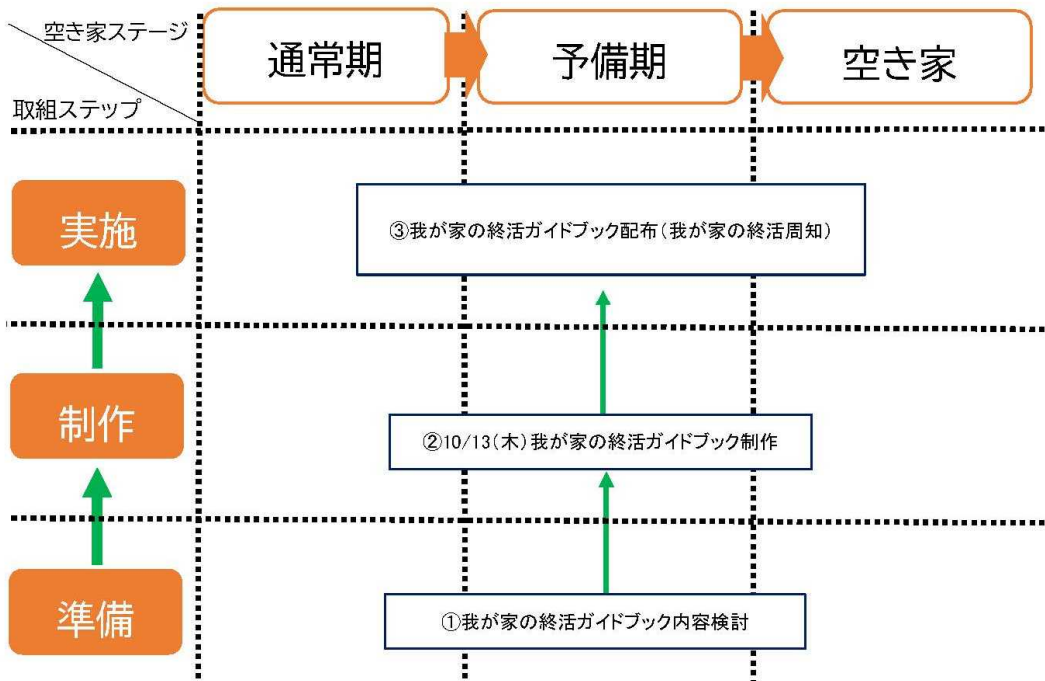 空き家ステージ
取組ステップ
通常期
予備期
空き家
実施
③我が家の終活ガイドブック配布(我が家の終活周知)
制作
②10/13(木)我が家の終活ガイドブック制作
準備
①我が家の終活ガイドブック内容検討